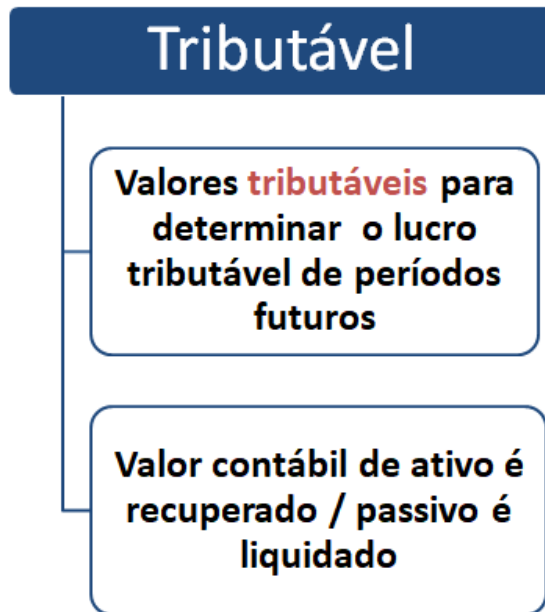 Tributável
Valores tributáveis para
determinar o lucro
tributável de períodos
futuros
Valor contábil de ativo é
recuperado / passivo é
liquidado